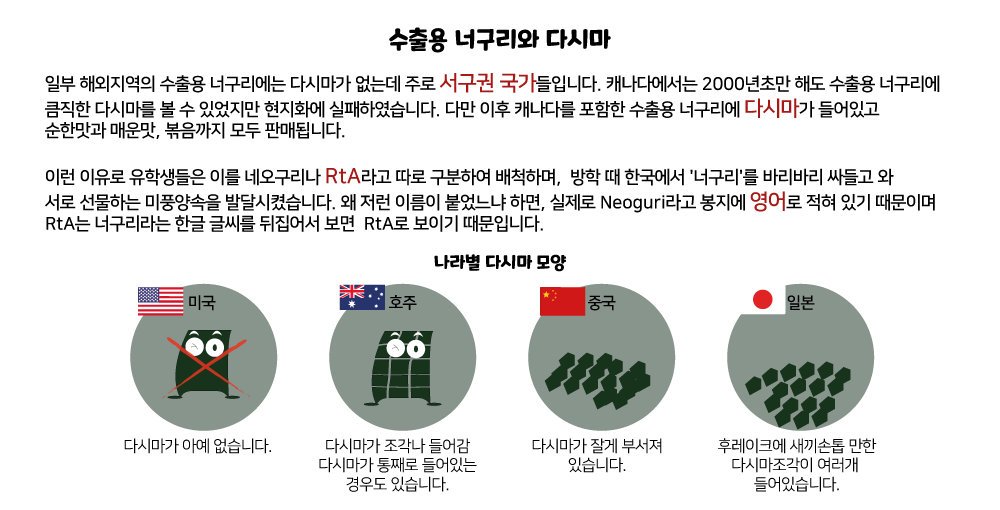 수출용 너구리와 다시마
일부 해외지역의 수출용 너구리에는 다시마가 없는데 주로 서구권 국가들입니다. 캐나다에서는 2000년초만 해도 수출용 너구리에
큼직한 다시마를 볼 수 있었지만 현지화에 실패하였습니다. 다만 이후 캐나다를 포함한 수출용 너구리에 다시마가 들어있고
순한맛과 매운맛, 볶음까지 모두 판매됩니다.
이런 이유로 유학생들은 이를 네오구리나 RtA라고 따로 구분하여 배척하며, 방학 때 한국에서 '너구리'를 바리바리 싸들고 와
서로 선물하는 미풍양속을 발달시켰습니다. 왜 저런 이름이 붙었느냐 하면, 실제로 Neoguri라고 봉지에 영어로 적혀 있기 때문이며
RtA는 너구리라는 한글 글씨를 뒤집어서 보면 RtA로 보이기 때문입니다.
나라별 다시마 모양
미국
호주
중국
일본
다시마가 아예 없습니다.
다시마가 조각나 들어감
다시마가 통째로 들어있는
경우도 있습니다.
다시마가 잘게 부서져
있습니다.
후레이크에 새끼손톱 만한
다시마조각이 여러개
들어있습니다.